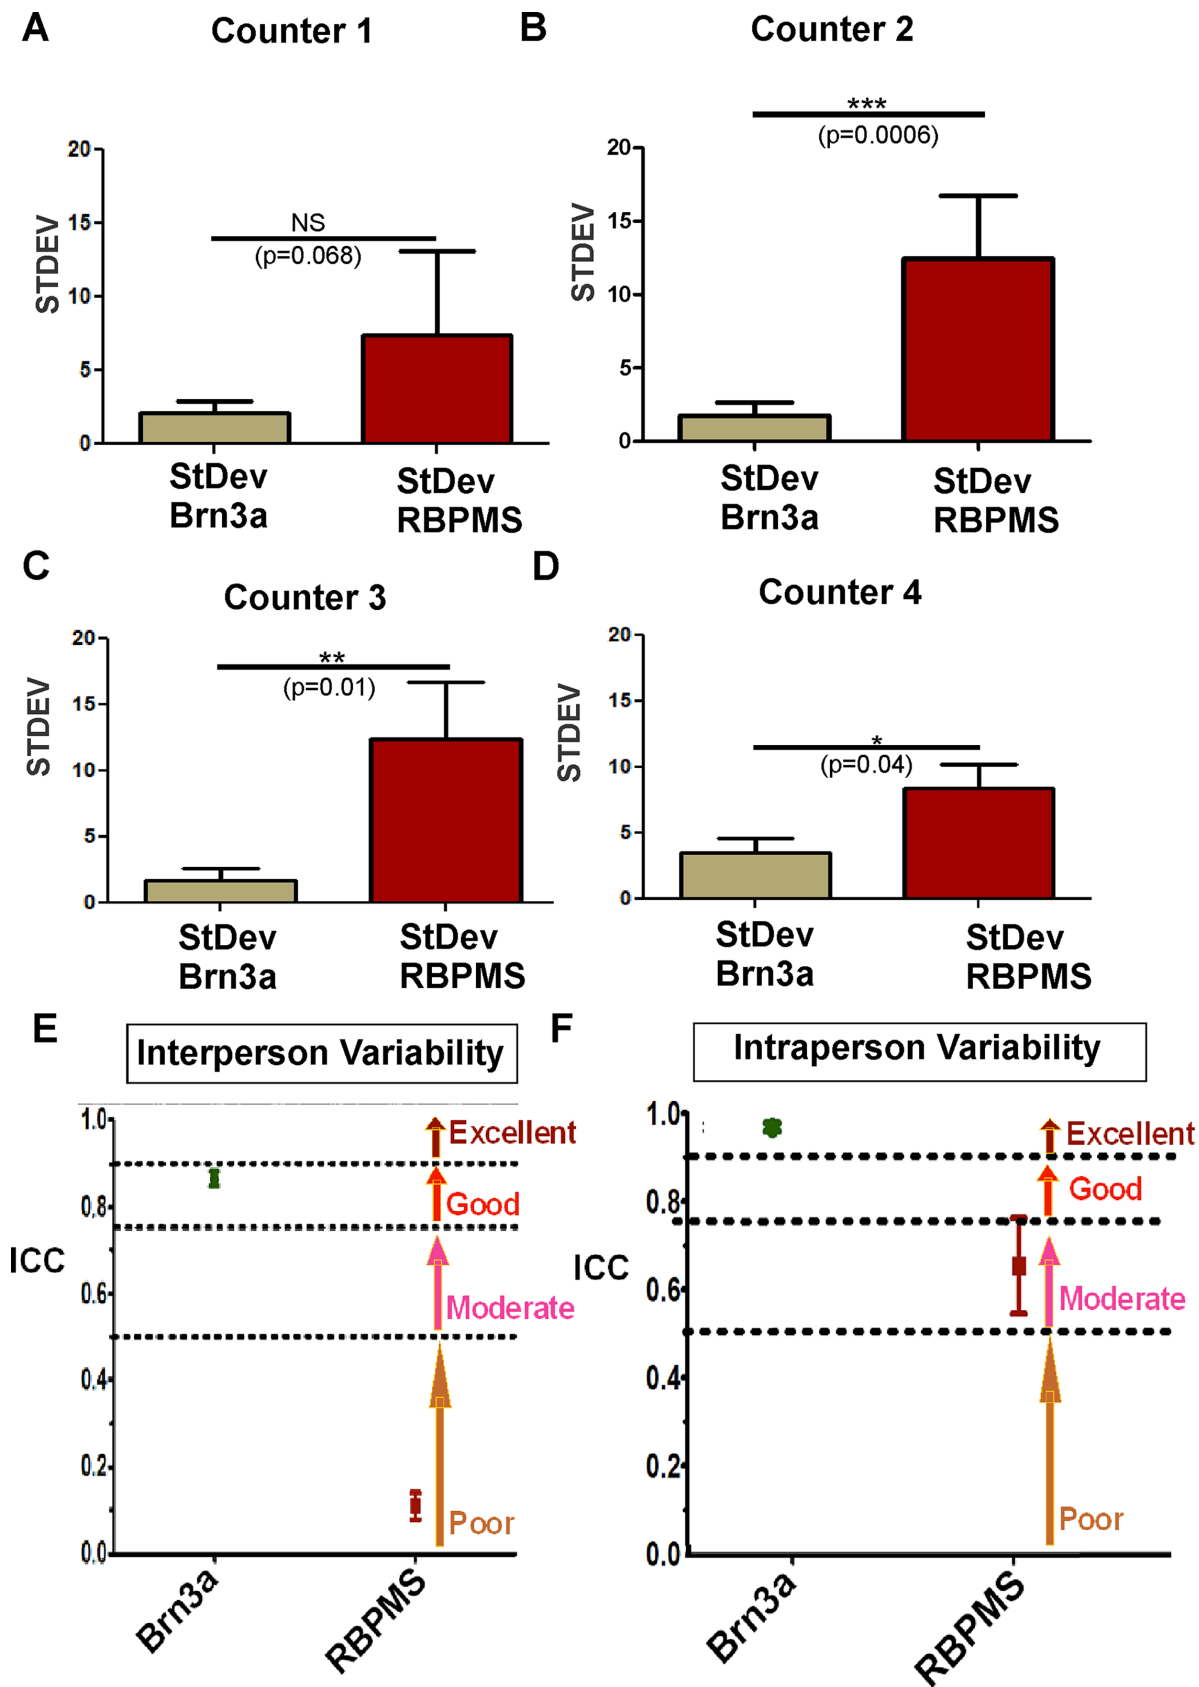 A
Counter 1
B
Counter 2
STDEV
20
15
10
5
0
NS
(p=0.068)
StDev
Brn3a
StDev
RBPMS
STDEV
20
15
10
5
0
***
(p=0.0006)
StDev
Brn3a
StDev
RBPMS
C
Counter 3
D
Counter 4
STDEV
20
15
10
5
0
**
(p=0.01)
StDev
Brn3a
StDev
RBPMS
STDEV
20
15
10
5
0
*
(p=0.04)
StDev
Brn3a
StDev
RBPMS
E
Interperson Variability
ICC
1.0
0.8
0.6
0.4
0.2
0.0
Excellent
Good
Moderate
Poor
Brn3a
RBPMS
F
Intraperson Variability
ICC
1.0
0.8
0.6
0.4
0.2
0.0
Excellent
Good
Moderate
Poor
Brn3a
RBPMS